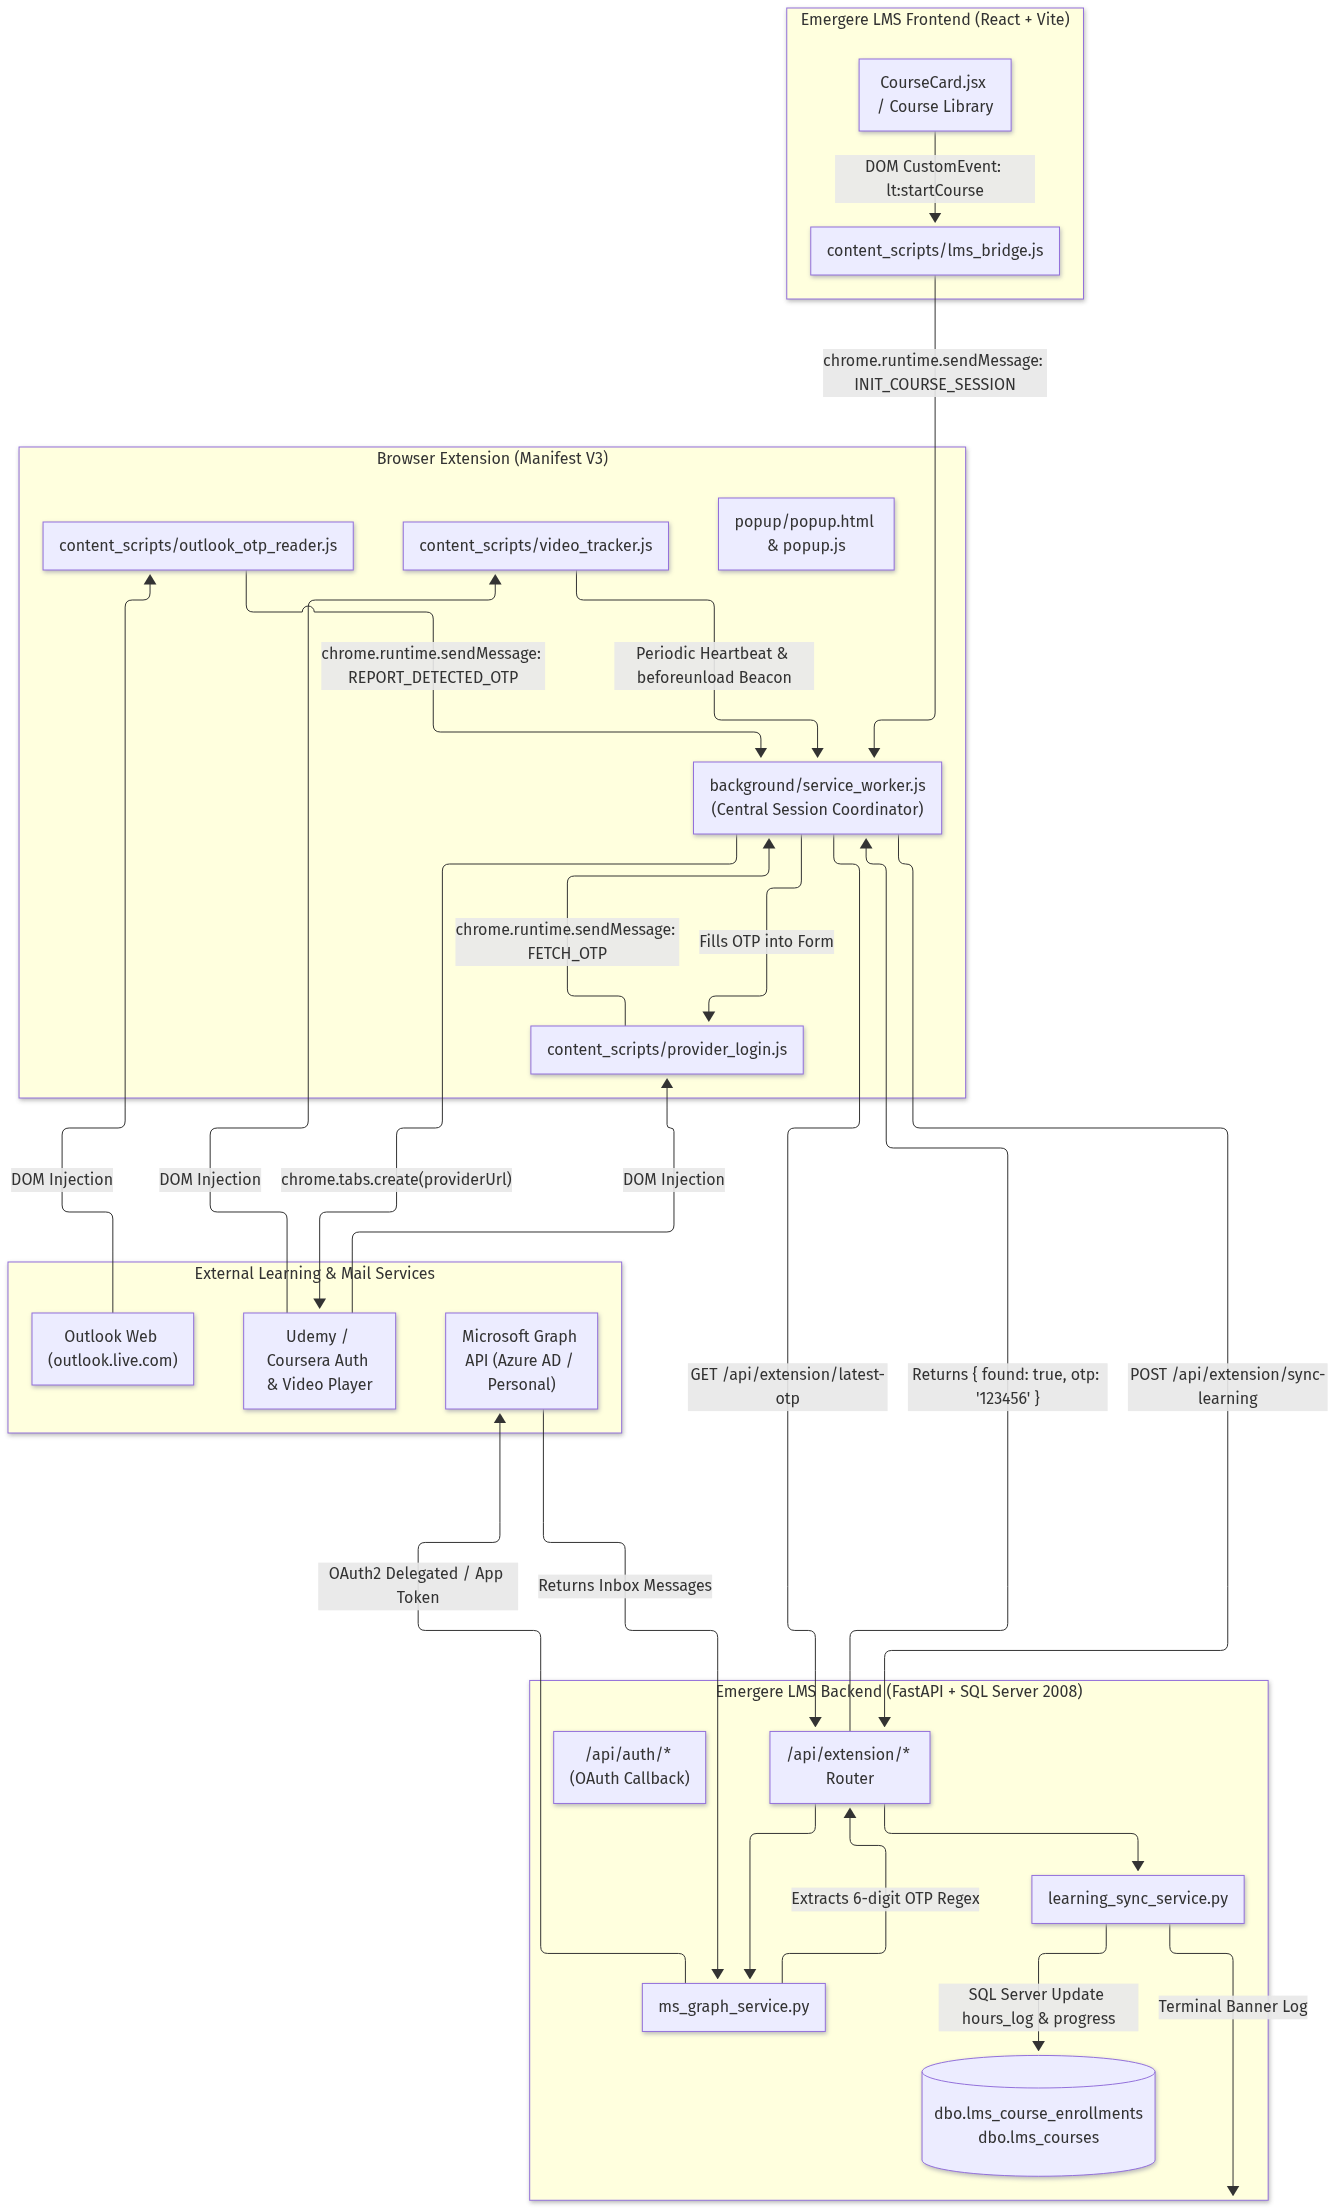 Emergere LMS Frontend (React + Vite)
CourseCard.jsx
/ Course Library
DOM CustomEvent:
lt:startCourse
content_scripts/lms_bridge.js
chrome.runtime.sendMessage:
INIT_COURSE_SESSION
Browser Extension (Manifest V3)
content_scripts/outlook_otp_reader.js
content_scripts/video_tracker.js
popup/popup.html
& popup.js
chrome.runtime.sendMessage:
REPORT_DETECTED_OTP
Periodic Heartbeat &
beforeunload Beacon
background/service_worker.js
(Central Session Coordinator)
chrome.runtime.sendMessage:
FETCH_OTP
Fills OTP into Form
content_scripts/provider_login.js
DOM Injection
DOM Injection
chrome.tabs.create(providerUrl)
DOM Injection
External Learning & Mail Services
Outlook Web
(outlook.live.com)
Udemy /
Coursera Auth
& Video Player
Microsoft Graph
API (Azure AD /
Personal)
GET /api/extension/latest-
otp
Returns { found: true, otp:
'123456' }
POST /api/extension/sync-
learning
OAuth2 Delegated / App
Token
Returns Inbox Messages
Emergere LMS Backend (FastAPI + SQL Server 2008)
/api/auth/*
(OAuth Callback)
/api/extension/*
Router
Extracts 6-digit OTP Regex
learning_sync_service.py
ms_graph_service.py
SQL Server Update
hours_log & progress
Terminal Banner Log
dbo.lms_course_enrollments
dbo.lms_courses